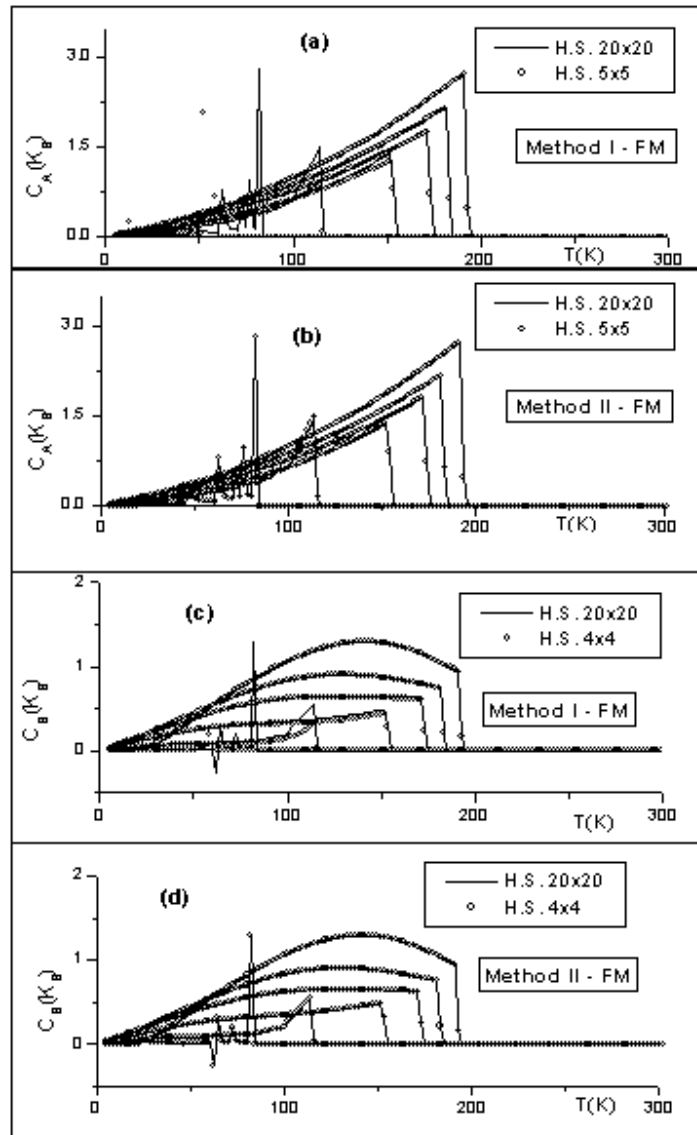 (a)
H.S. 20x20
H.S. 5x5
Method I - FM
C_A (K_B)
3.0
1.5
0.0
0
100
200
300
T(K)
(b)
H.S. 20x20
H.S. 5x5
Method II - FM
C_A (K_B)
3.0
1.5
0.0
0
100
200
300
T(K)
(c)
H.S. 20x20
H.S. 4x4
Method I - FM
C_B (K_B)
2
1
0
0
100
200
300
T(K)
(d)
H.S. 20x20
H.S. 4x4
Method II - FM
C_B (K_B)
2
1
0
0
100
200
300
T(K)